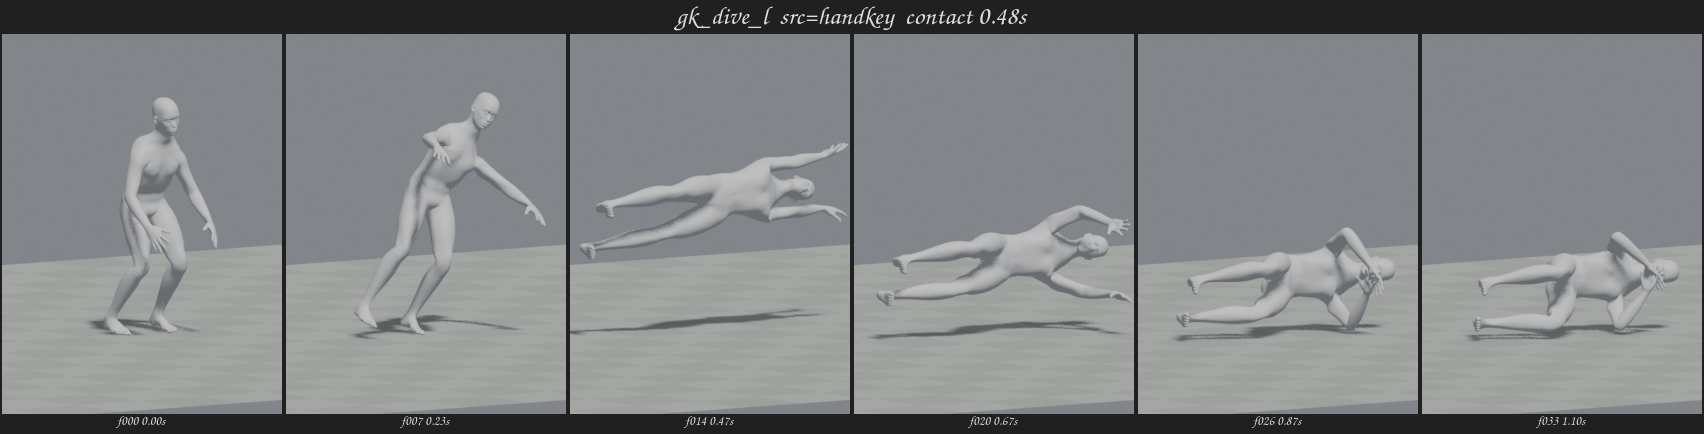 gk_dive_l src=handkey contact 0.48s
f000 0.00s
f007 0.23s
f014 0.47s
f020 0.67s
f026 0.87s
f033 1.10s